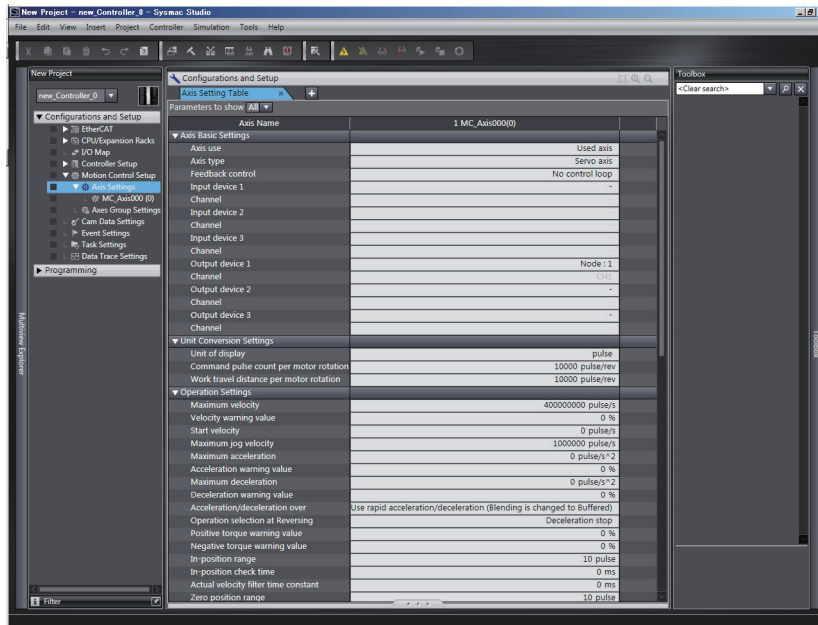 New Project - new_Controller_0 - Sysmac Studio
File Edit View Insert Project Controller Simulation Tools Help
New Project
new_Controller_0
Configurations and Setup
EtherCAT
CPU/Expansion Racks
I/O Map
Controller Setup
Motion Control Setup
Axis Settings
MC_Axis000 (0)
Axes Group Settings
Cam Data Settings
Event Settings
Task Settings
Data Trace Settings
Programming
Filter
Multiview Explorer
Configurations and Setup
Axis Setting Table
Parameters to show All
Axis Name 1 MC_Axis000(0)
Axis Basic Settings
Axis use Used axis
Axis type Servo axis
Feedback control No control loop
Input device 1 -
Channel -
Input device 2 -
Channel -
Input device 3 -
Channel -
Output device 1 Node : 1
Channel CH1
Output device 2 -
Channel -
Output device 3 -
Channel -
Unit Conversion Settings
Unit of display pulse
Command pulse count per motor rotation 10000 pulse/rev
Work travel distance per motor rotation 10000 pulse/rev
Operation Settings
Maximum velocity 400000000 pulse/s
Velocity warning value 0 %
Start velocity 0 pulse/s
Maximum jog velocity 1000000 pulse/s
Maximum acceleration 0 pulse/s^2
Acceleration warning value 0 %
Maximum deceleration 0 pulse/s^2
Deceleration warning value 0 %
Acceleration/deceleration over Use rapid acceleration/deceleration (Blending is changed to Buffered)
Operation selection at Reversing Deceleration stop
Positive torque warning value 0 %
Negative torque warning value 0 %
In-position range 10 pulse
In-position check time 0 ms
Actual velocity filter time constant 0 ms
Zero position range 10 pulse
Toolbox
<Clear search>
Toolbox